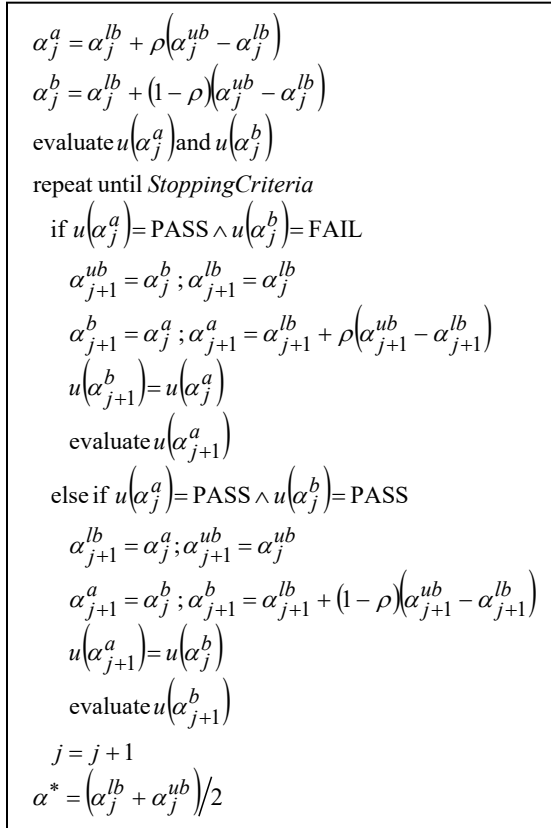 α_j^a = α_j^{lb} + ρ(α_j^{ub} − α_j^{lb})
α_j^b = α_j^{lb} + (1 − ρ)(α_j^{ub} − α_j^{lb})
evaluate u(α_j^a) and u(α_j^b)
repeat until StoppingCriteria
if u(α_j^a) = PASS ∧ u(α_j^b) = FAIL
α_{j+1}^{ub} = α_j^b ; α_{j+1}^{lb} = α_j^{lb}
α_{j+1}^b = α_j^a ; α_{j+1}^a = α_{j+1}^{lb} + ρ(α_{j+1}^{ub} − α_{j+1}^{lb})
u(α_{j+1}^b) = u(α_j^a)
evaluate u(α_{j+1}^a)
else if u(α_j^a) = PASS ∧ u(α_j^b) = PASS
α_{j+1}^{lb} = α_j^a ; α_{j+1}^{ub} = α_j^{ub}
α_{j+1}^a = α_j^b ; α_{j+1}^b = α_{j+1}^{lb} + (1 − ρ)(α_{j+1}^{ub} − α_{j+1}^{lb})
u(α_{j+1}^a) = u(α_j^b)
evaluate u(α_{j+1}^b)
j = j + 1
α^* = (α_j^{lb} + α_j^{ub})/2